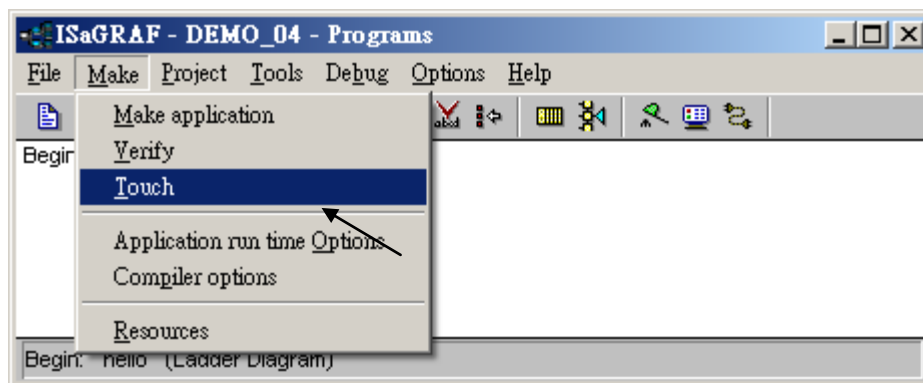 ISaGRAF - DEMO_04 - Programs
File Make Project Tools Debug Options Help
Make application
Begin
Verify
Touch
Application run time Options
Compiler options
Resources
Begin: hello (Ladder Diagram)